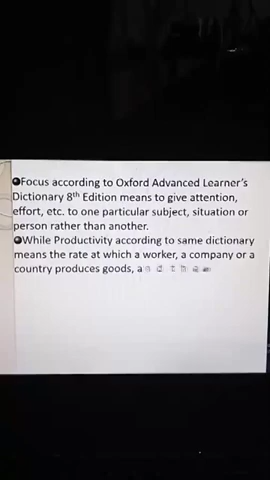 Focus according to Oxford Advanced Learner's
Dictionary 8th Edition means to give attention,
effort, etc. to one particular subject, situation or
person rather than another.
While Productivity according to same dictionary
means the rate at which a worker, a company or a
country produces goods, a